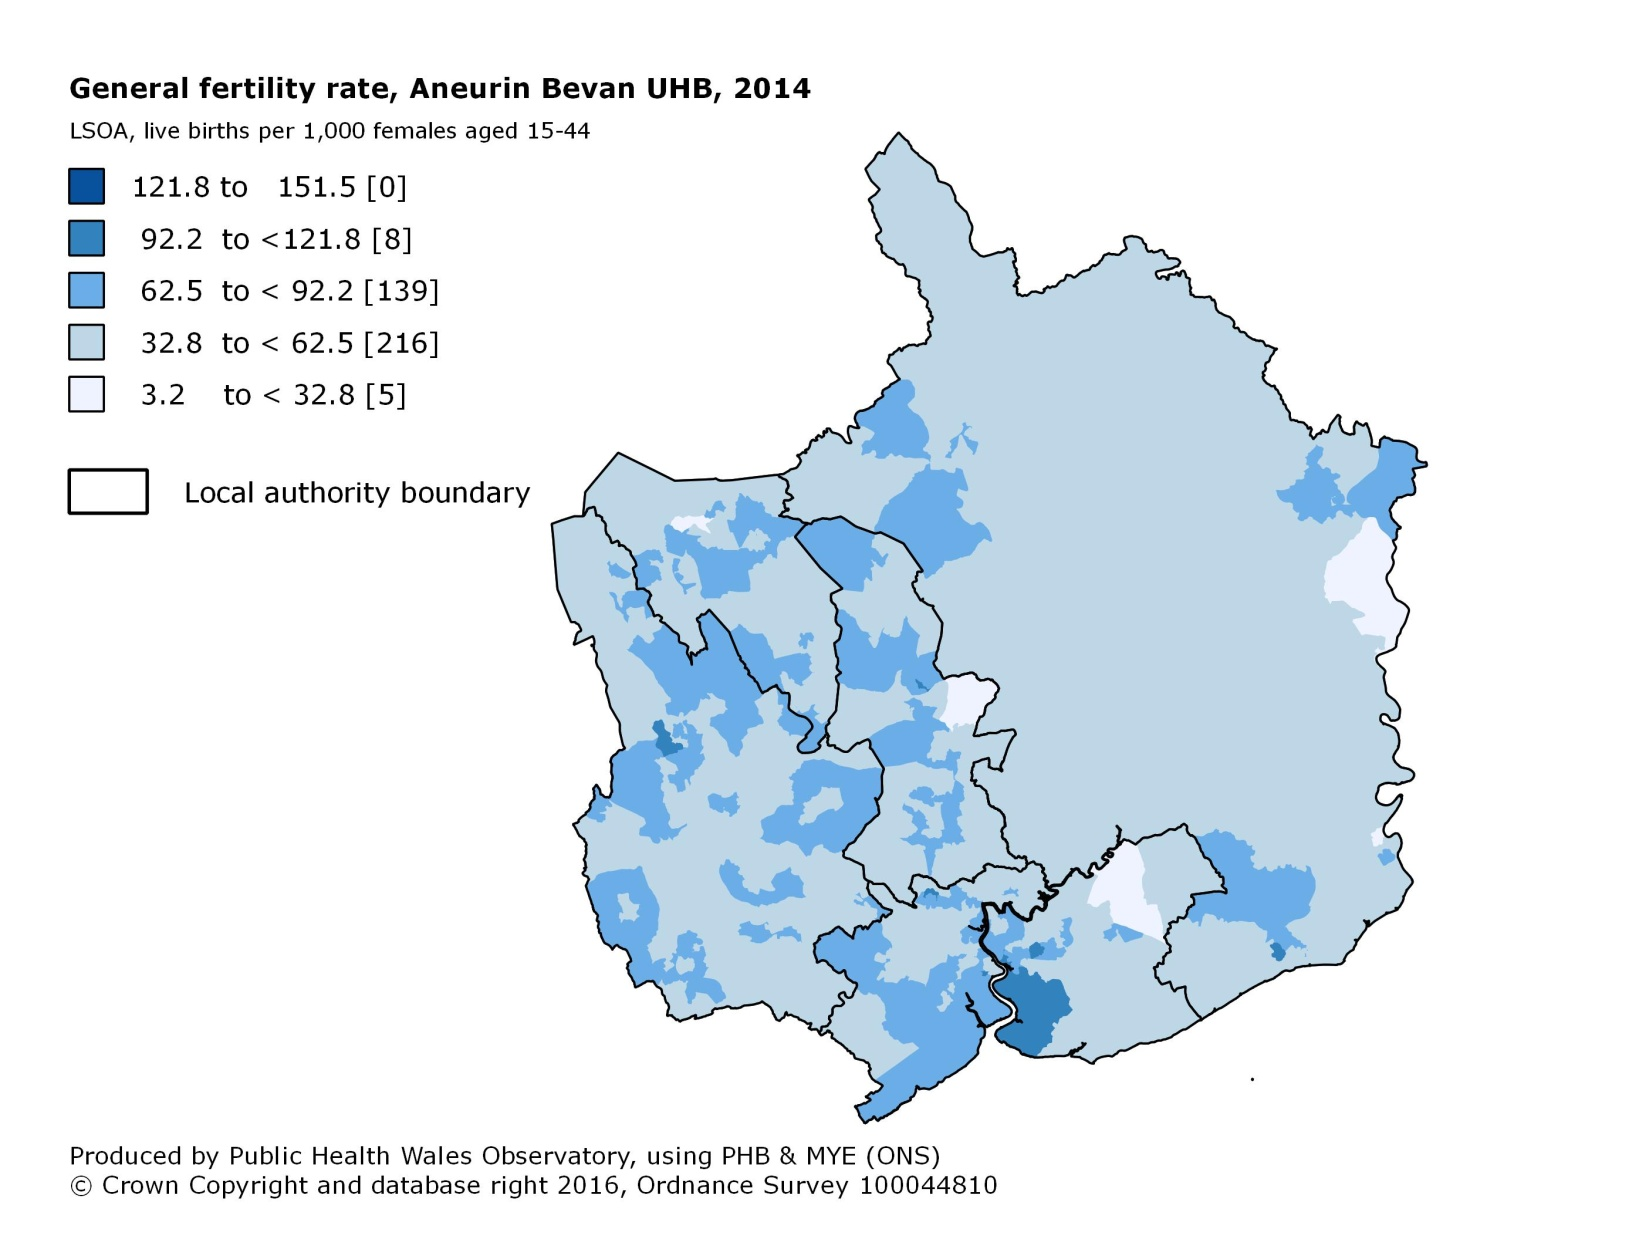 General fertility rate, Aneurin Bevan UHB, 2014
LSOA, live births per 1,000 females aged 15-44
121.8 to 151.5 [0]
92.2 to <121.8 [8]
62.5 to < 92.2 [139]
32.8 to < 62.5 [216]
3.2 to < 32.8 [5]
Local authority boundary
Produced by Public Health Wales Observatory, using PHB & MYE (ONS)
© Crown Copyright and database right 2016, Ordnance Survey 100044810